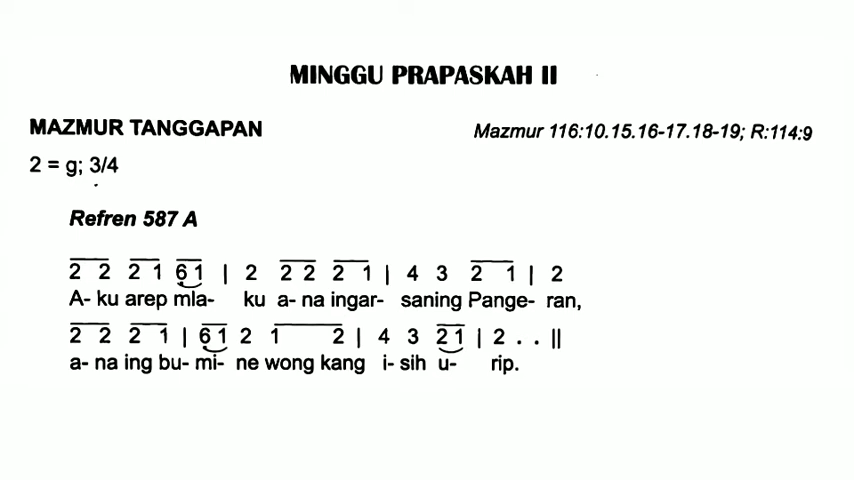 MINGGU PRAPASKAH II
MAZMUR TANGGAPAN
Mazmur 116:10.15.16-17.18-19; R:114:9
2 = g; 3/4
Refren 587 A
2 2 2 1 6 1 | 2 2 2 2 1 | 4 3 2 1 | 2
A- ku arep mla- ku a- na ingar- saning Pange- ran,
2 2 2 1 | 6 1 2 1 2 | 4 3 2 1 | 2 . . ||
a- na ing bu- mi- ne wong kang i- sih u- rip.